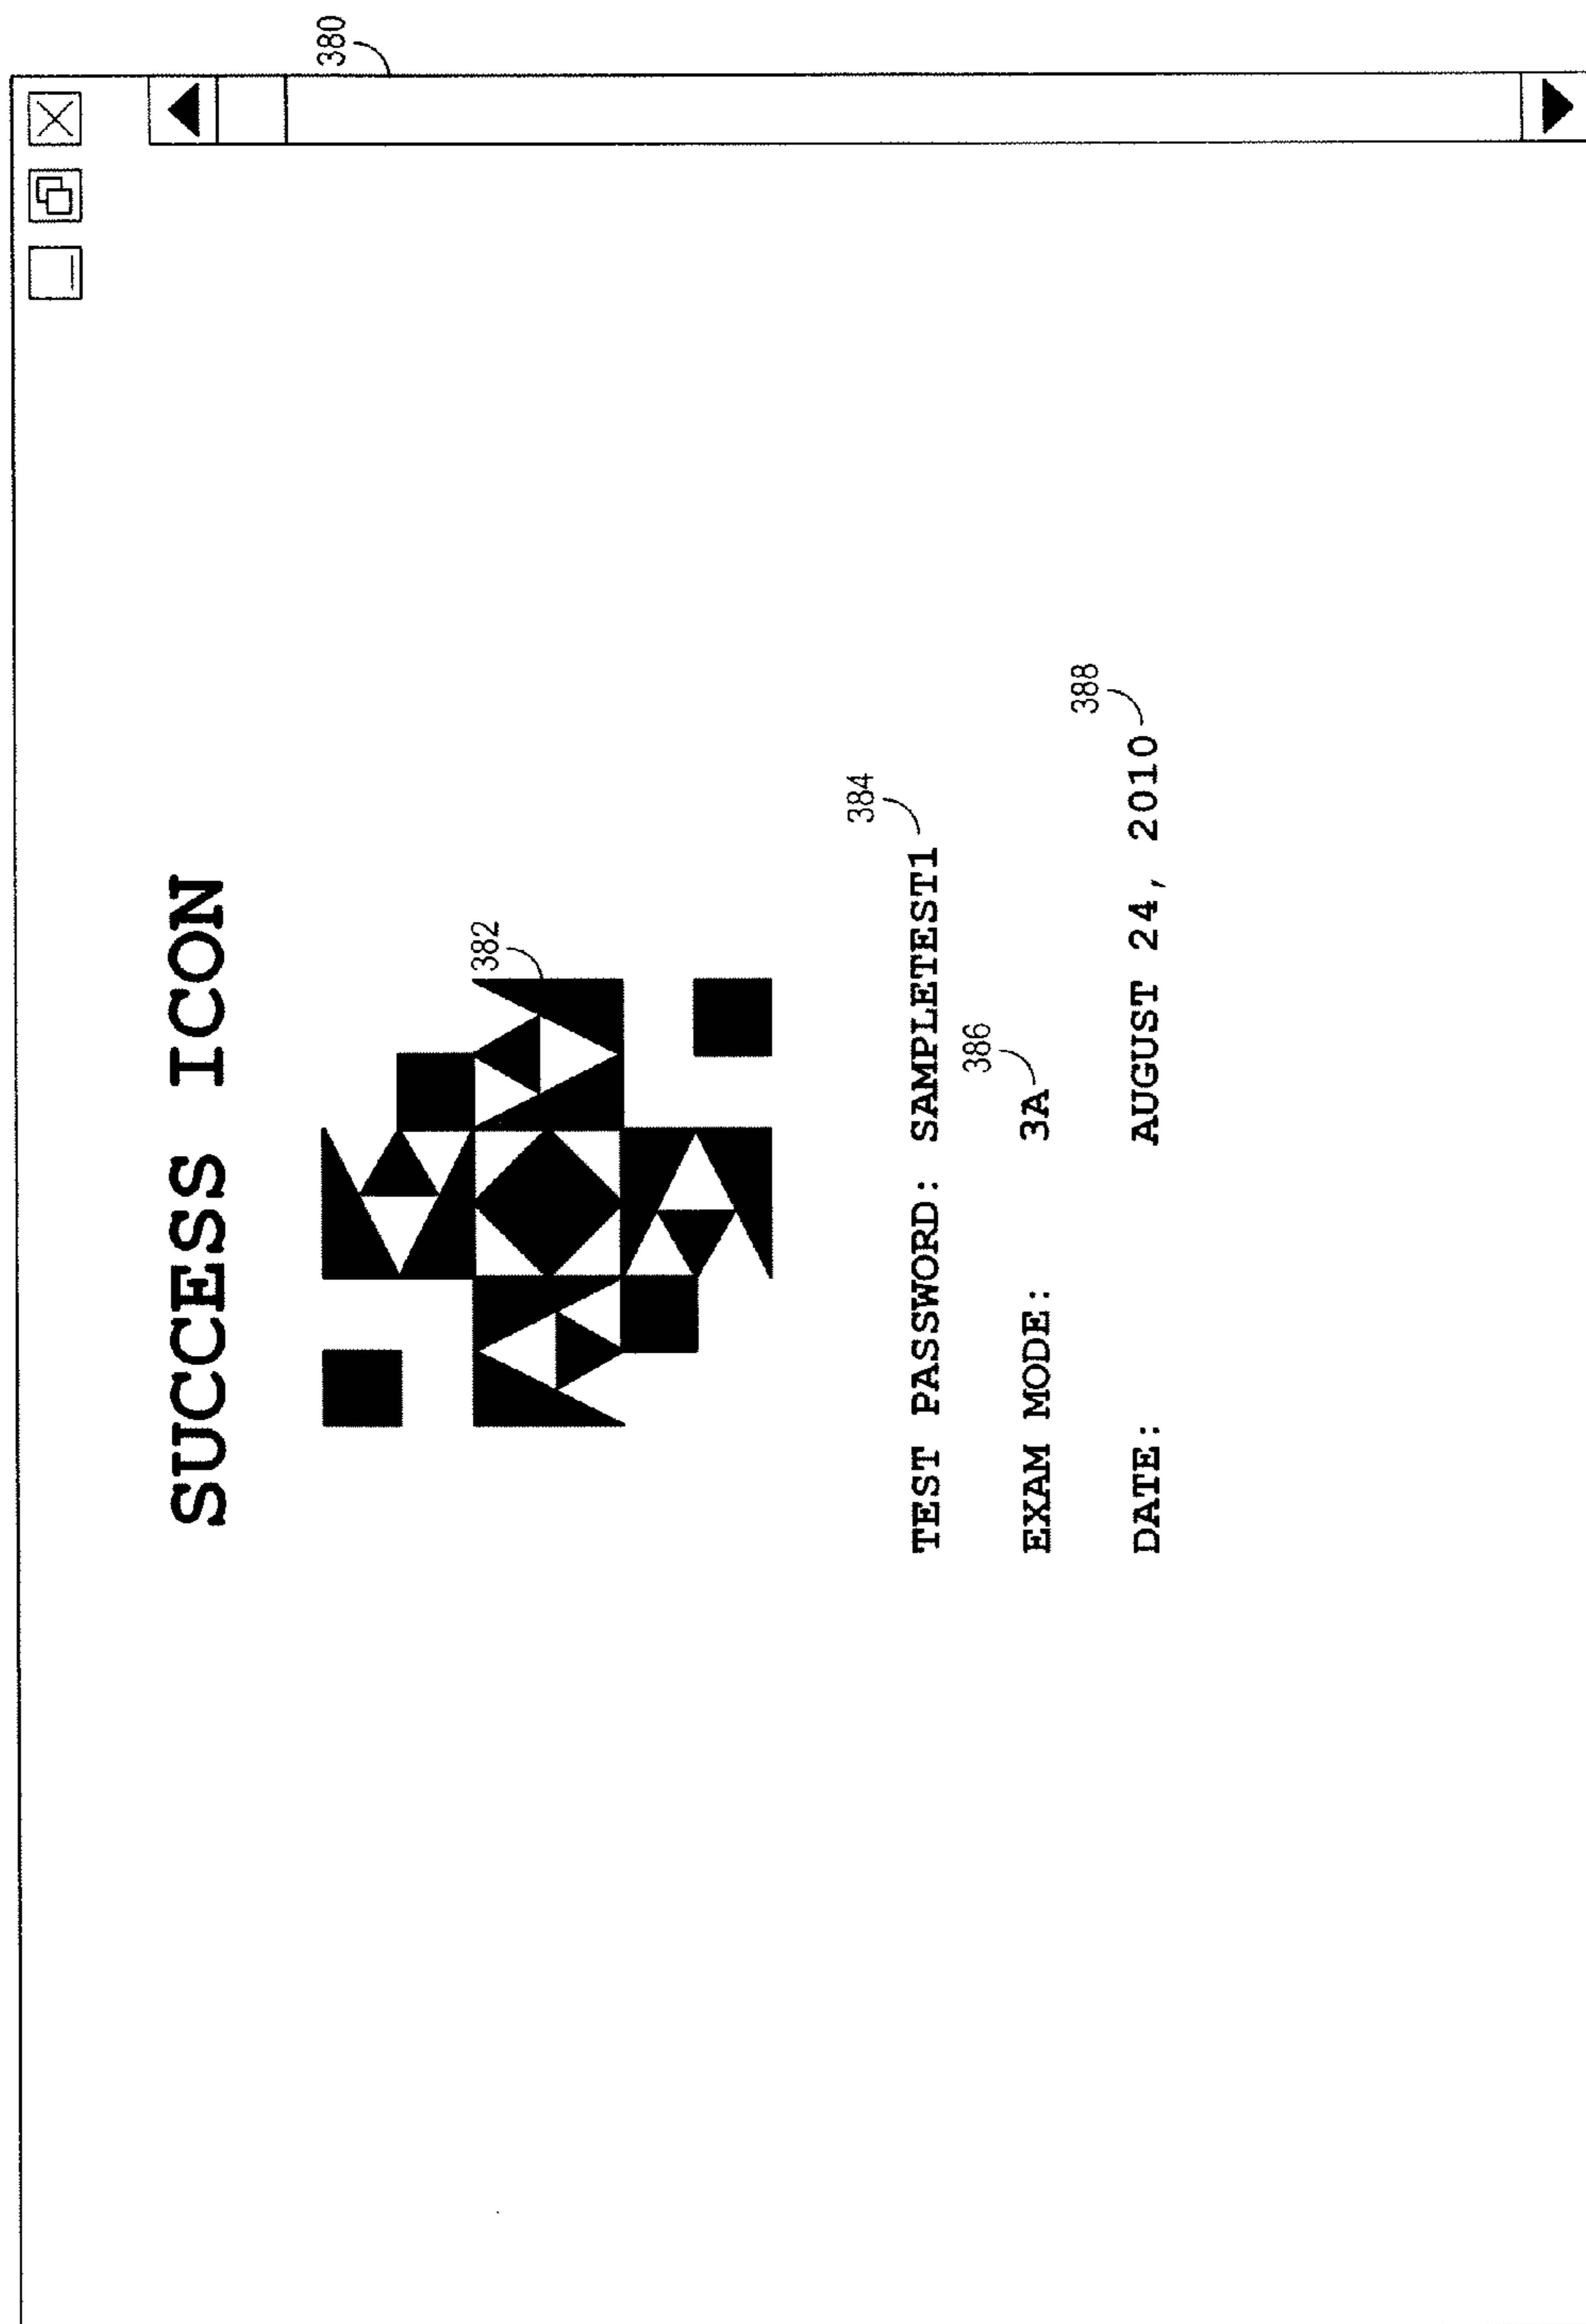 380
SUCCESS ICON
382
384
TEST PASSWORD: SAMPLETEST1
386
EXAM MODE: 3A
388
DATE: AUGUST 24, 2010